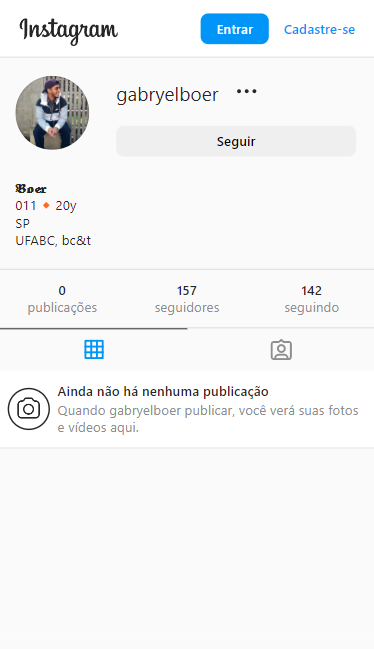 Instagram
Entrar
Cadastre-se
gabryelboer
Seguir
𝕭𝖔𝖊𝖗
011 🔸 20y
SP
UFABC, bc&t
0
publicações
157
seguidores
142
seguindo
Ainda não há nenhuma publicação
Quando gabryelboer publicar, você verá suas fotos
e vídeos aqui.